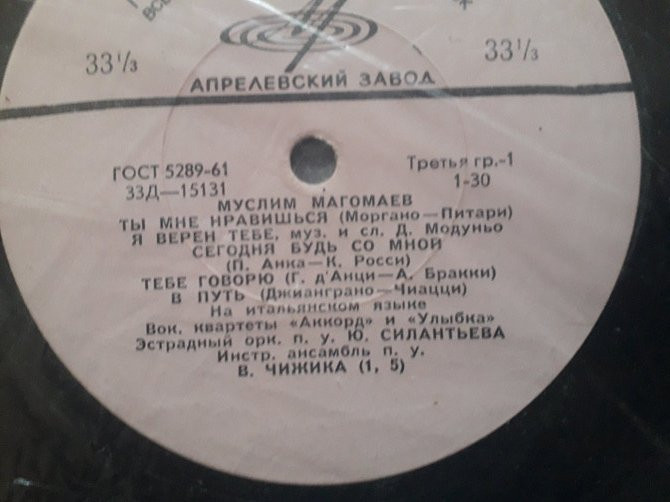 33⅓
33⅓
АПРЕЛЕВСКИЙ ЗАВОД
ГОСТ 5289-61
Третья гр.-1
33Д—15131
1-30
МУСЛИМ МАГОМАЕВ
ТЫ МНЕ НРАВИШЬСЯ (Моргано—Питари)
Я ВЕРЕН ТЕБЕ, муз. и сл. Д. Модуньо
СЕГОДНЯ БУДЬ СО МНОЙ
(П. Анка—К. Росси)
ТЕБЕ ГОВОРЮ (Г. д'Анци—А. Бракки)
В ПУТЬ (Джианграно—Чиацци)
На итальянском языке
Вок. квартеты «Аккорд» и «Улыбка»
Эстрадный орк. п. у. Ю. СИЛАНТЬЕВА
Инстр. ансамбль п. у.
В. ЧИЖИКА (1, 5)